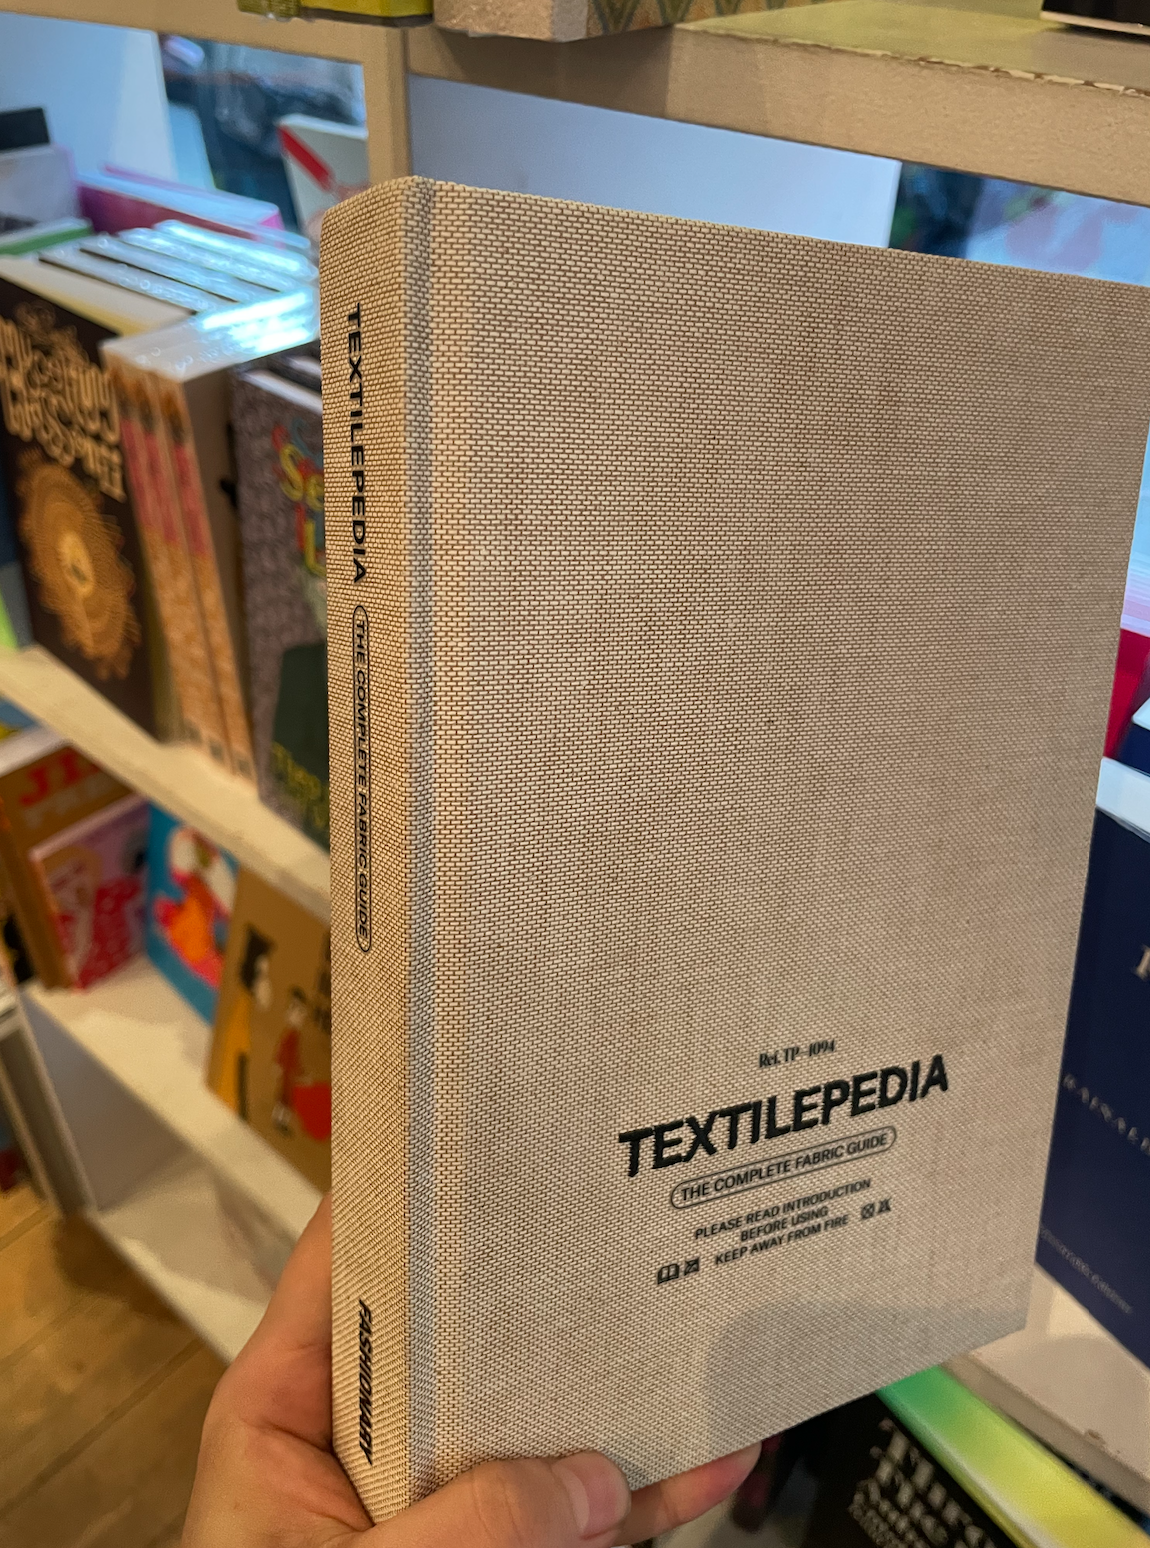 TEXTILEPEDIA
THE COMPLETE FABRIC GUIDE
FASHIONARY
Ref. TP-1094
TEXTILEPEDIA
THE COMPLETE FABRIC GUIDE
PLEASE READ INTRODUCTION
BEFORE USING
KEEP AWAY FROM FIRE